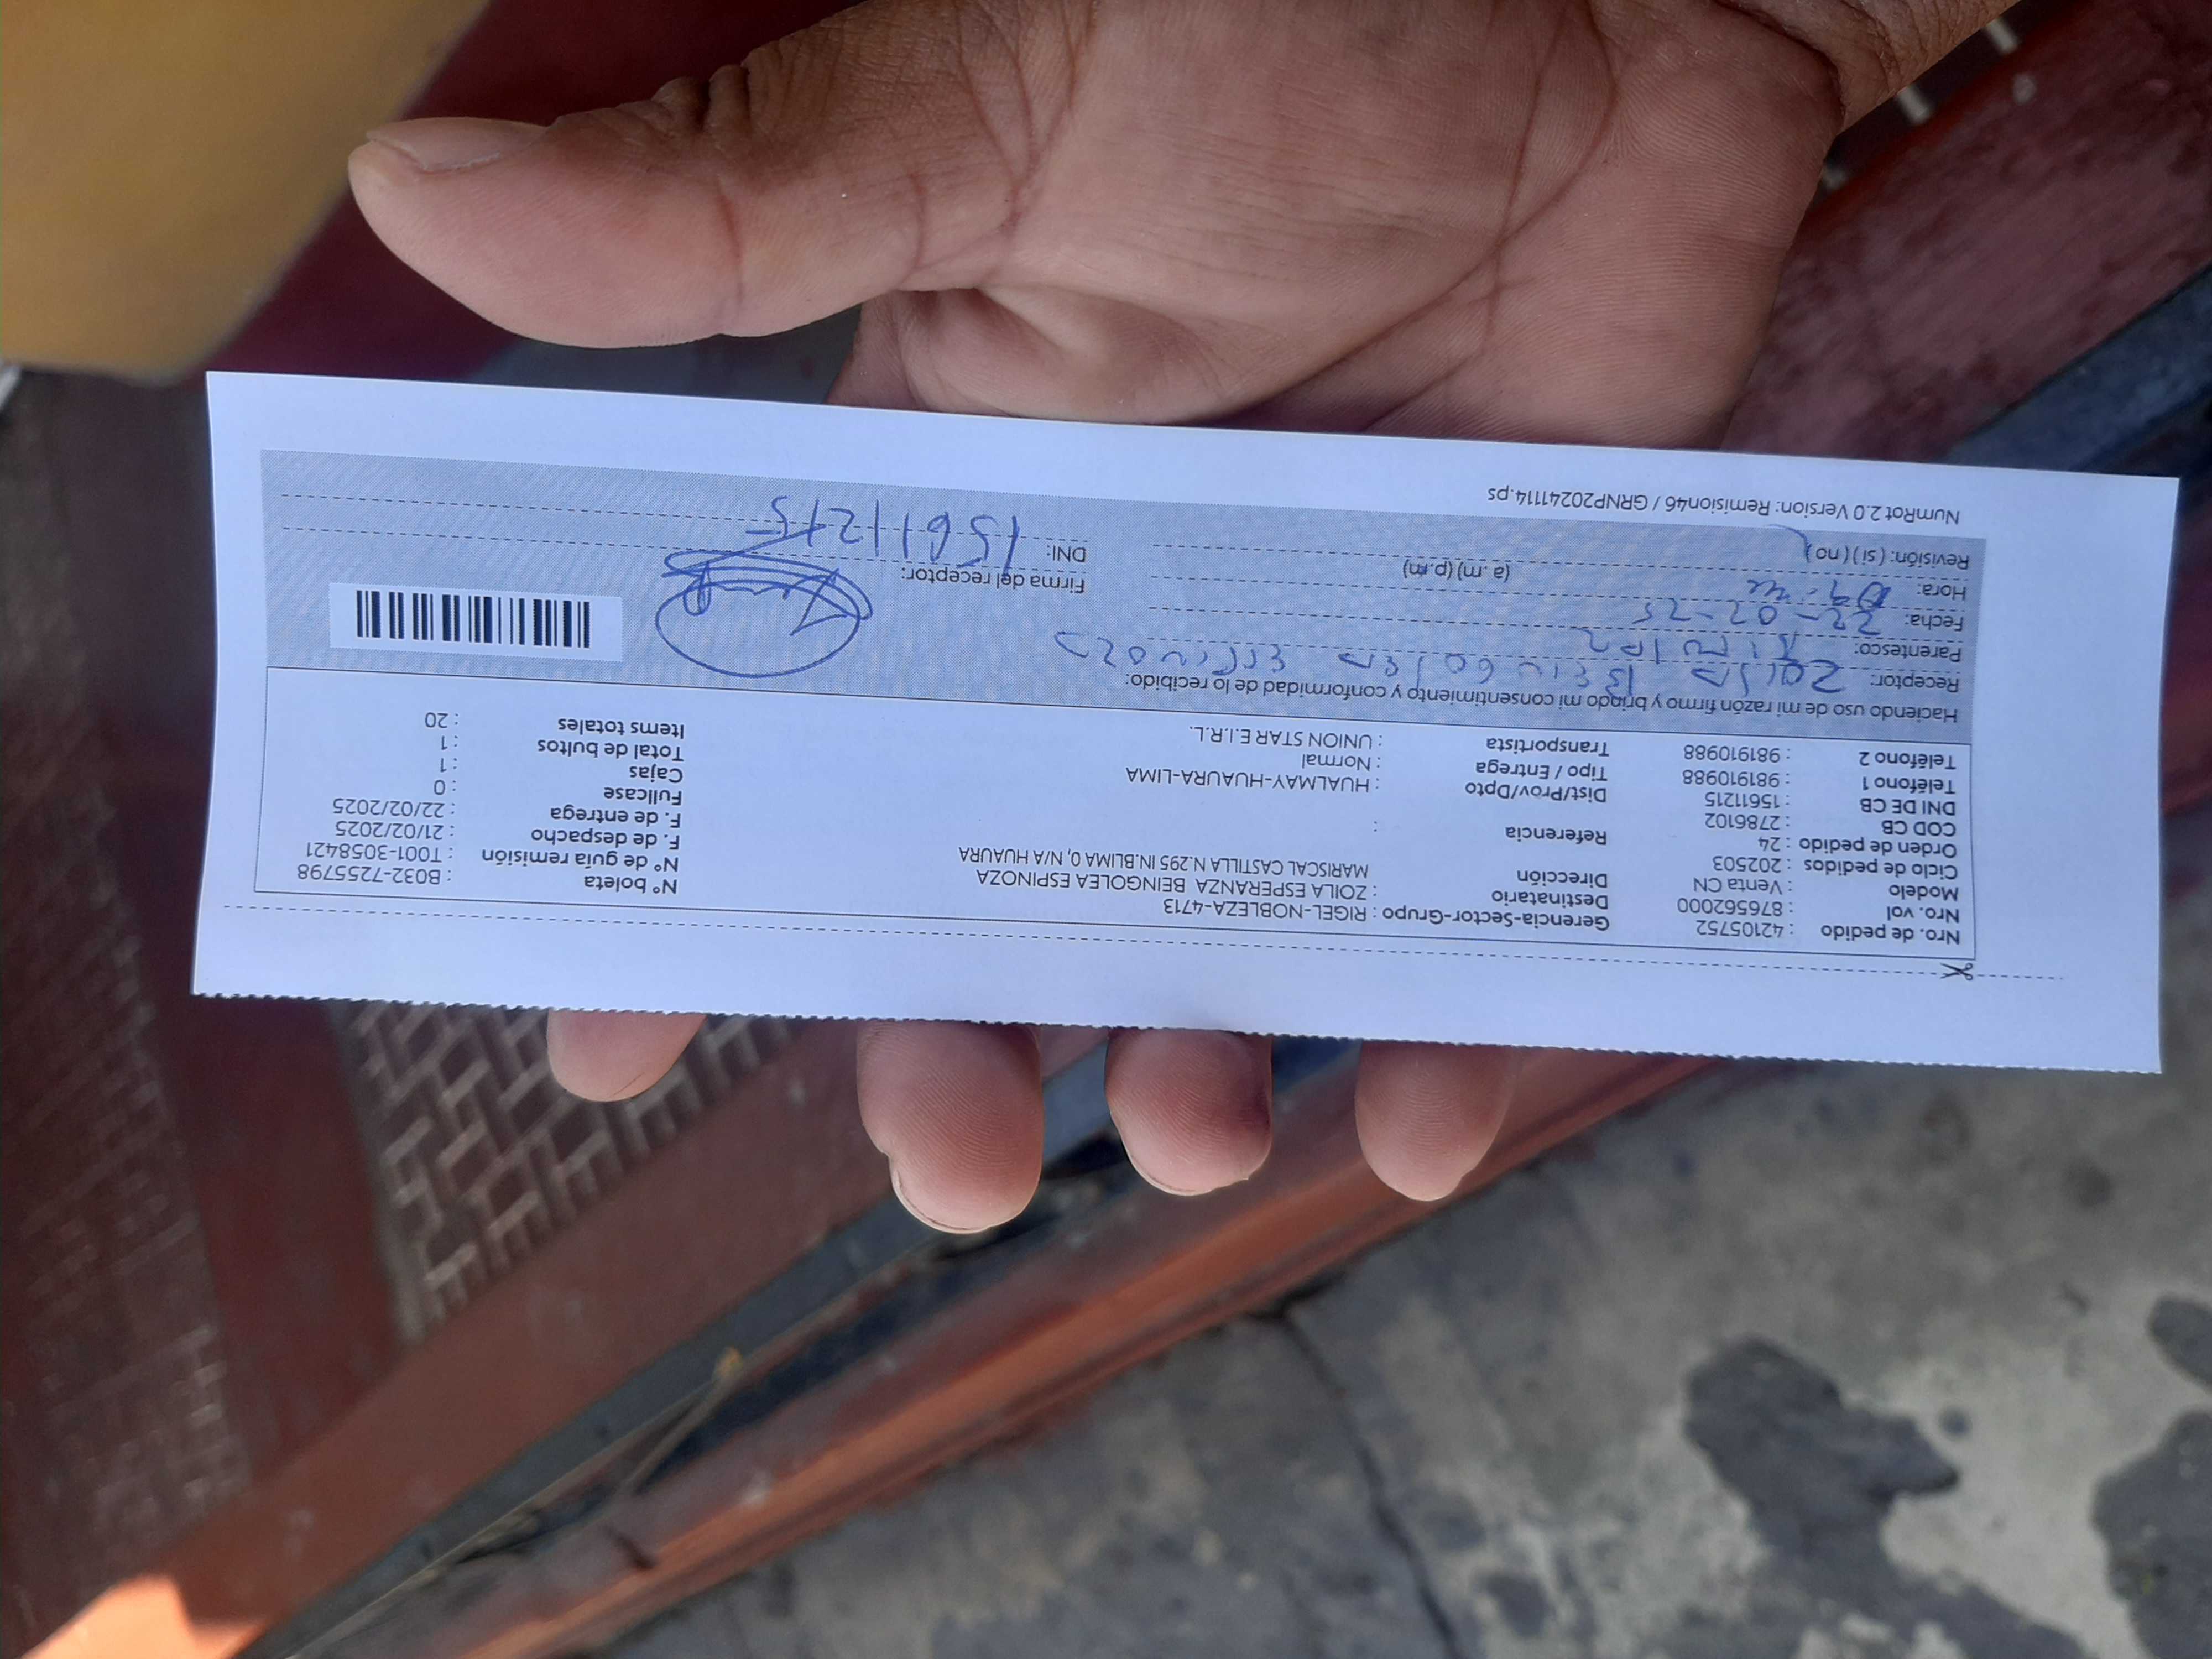 Nro. de pedido : 42105752
Nro. vol : 876562000
Modelo : Venta CN
Ciclo de pedidos : 202503
Orden de pedido : 24
COD CB : 2786102
DNI DE CB : 15611215
Teléfono 1 : 981910988
Teléfono 2 : 981910988
Gerencia-Sector-Grupo : RIGEL-NOBLEZA-4713
Destinatario : ZOILA ESPERANZA BEINGOLEA ESPINOZA
Dirección MARISCAL CASTILLA N.295 IN.BLIMA 0, N/A HUAURA
Referencia :
Dist/Prov/Dpto : HUALMAY-HUAURA-LIMA
Tipo / Entrega : Normal
Transportista : UNION STAR E.I.R.L.
N° boleta : B032-7255798
N° de guía remisión : T001-3058421
F. de despacho : 21/02/2025
F. de entrega : 22/02/2025
Fullcase : 0
Cajas : 1
Total de bultos : 1
Items totales : 20
Haciendo uso de mi razón firmo y brindo mi consentimiento y conformidad de lo recibido:
Receptor:
Parentesco:
Fecha: 22-02-25
Hora: (a.m) (p.m)
Revisión: (si) (no)
Firma del receptor:
DNI: 15611215
NumRot 2.0 Version: Remision46 / GRNP20241114.ps